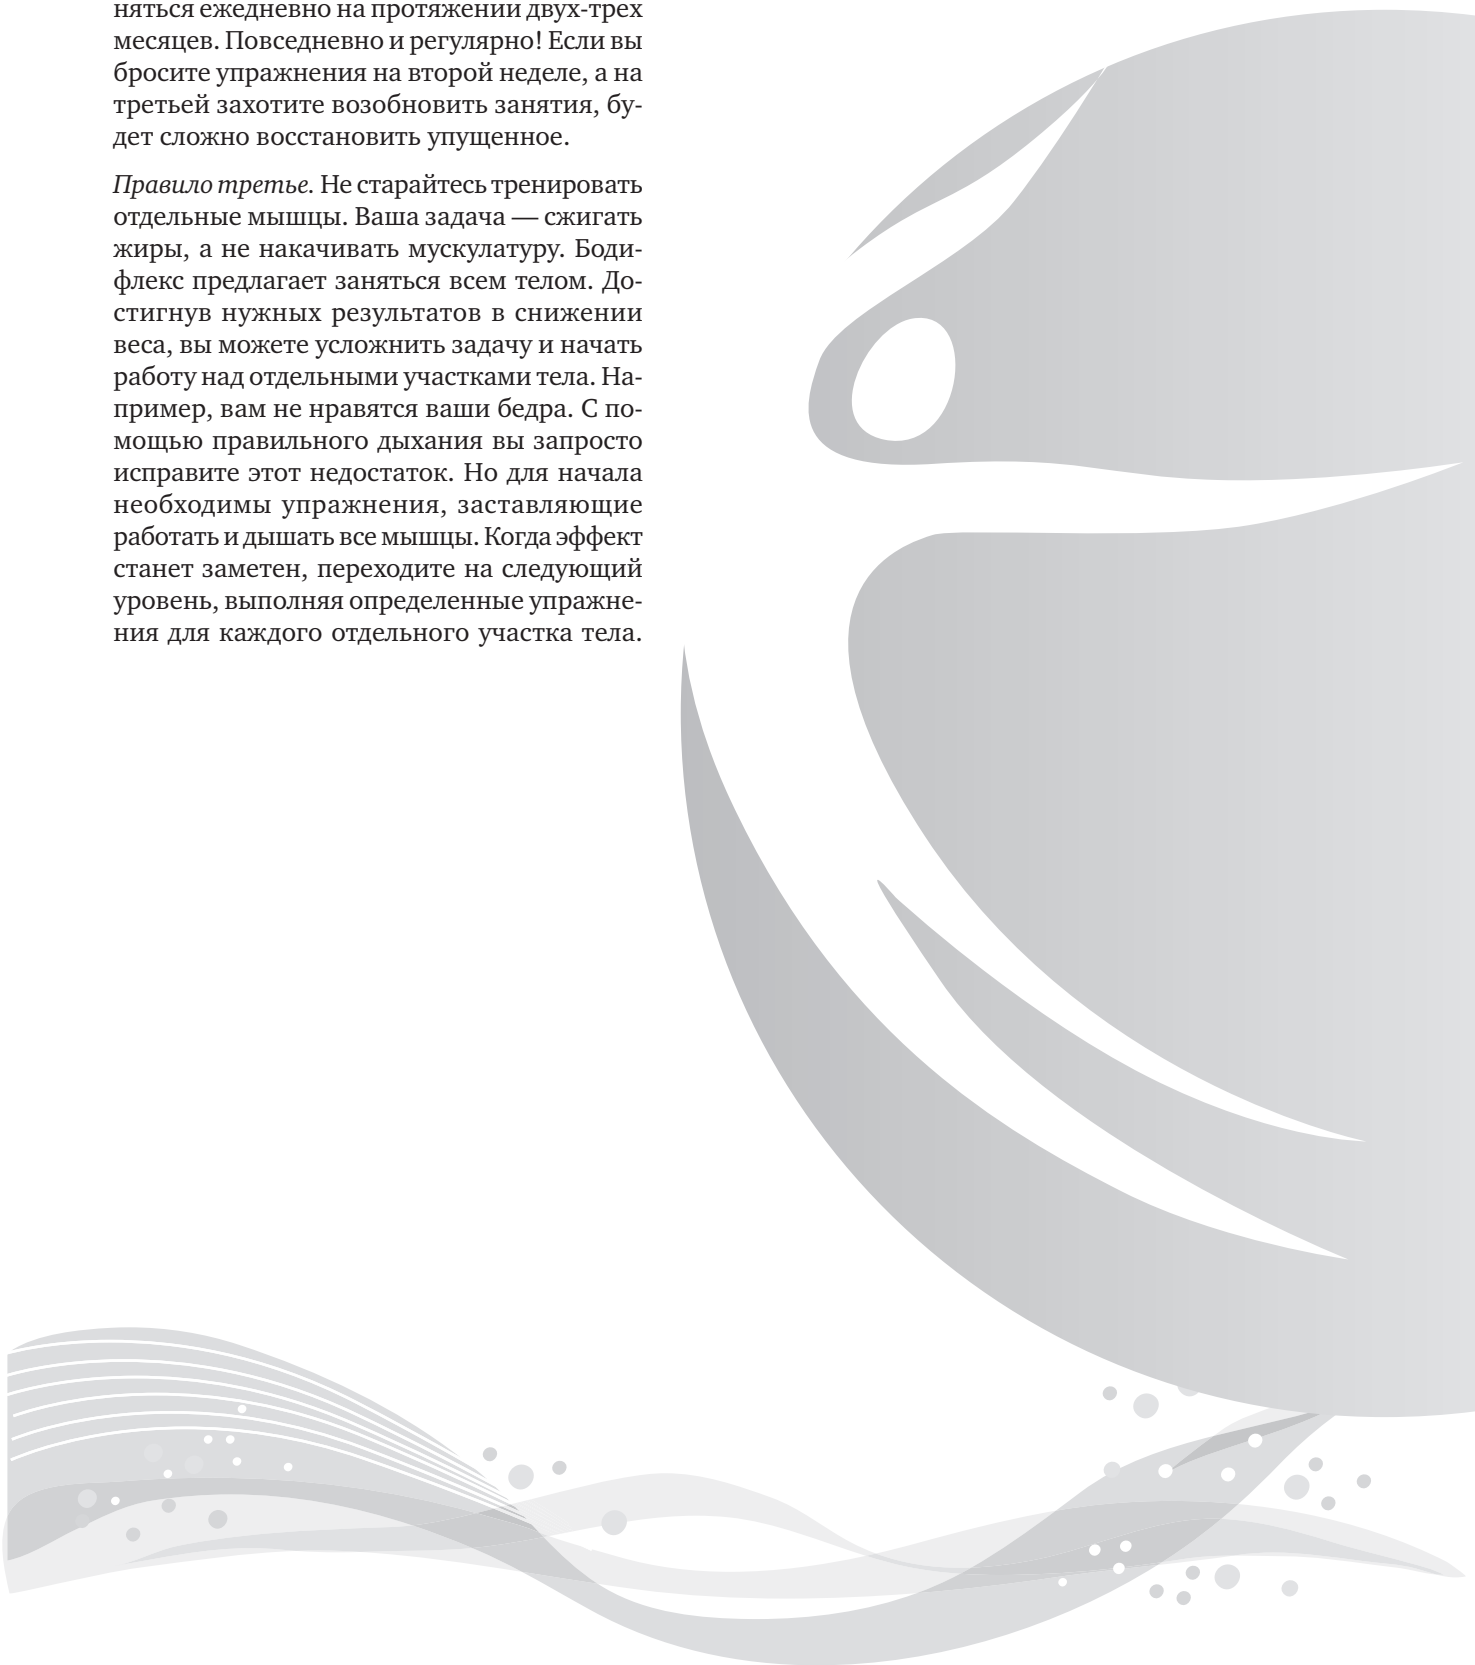 няться ежедневно на протяжении двух-трех
месяцев. Повседневно и регулярно! Если вы
бросите упражнения на второй неделе, а на
третьей захотите возобновить занятия, бу-
дет сложно восстановить упущенное.
Правило третье. Не старайтесь тренировать
отдельные мышцы. Ваша задача — сжигать
жиры, а не накачивать мускулатуру. Боди-
флекс предлагает заняться всем телом. До-
стигнув нужных результатов в снижении
веса, вы можете усложнить задачу и начать
работу над отдельными участками тела. На-
пример, вам не нравятся ваши бедра. С по-
мощью правильного дыхания вы запросто
исправите этот недостаток. Но для начала
необходимы упражнения, заставляющие
работать и дышать все мышцы. Когда эффект
станет заметен, переходите на следующий
уровень, выполняя определенные упражне-
ния для каждого отдельного участка тела.